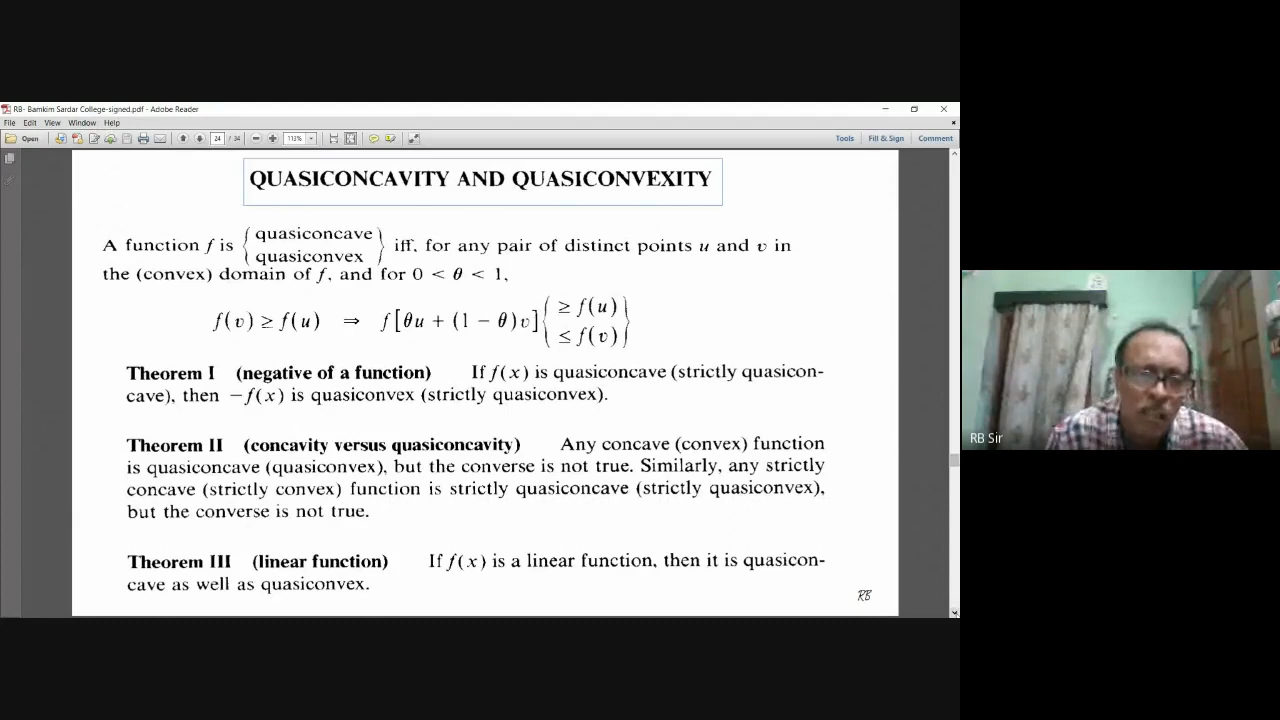 RB- Bamkim Sardar College-signed.pdf - Adobe Reader
File Edit View Window Help
Open 24 / 34 113% Tools Fill & Sign Comment
QUASICONCAVITY AND QUASICONVEXITY
A function f is { quasiconcave / quasiconvex } iff, for any pair of distinct points u and v in
the (convex) domain of f, and for 0 < θ < 1,
f(v) ≥ f(u) ⇒ f[θu + (1 − θ)v] { ≥ f(u) / ≤ f(v) }
Theorem I (negative of a function) If f(x) is quasiconcave (strictly quasicon-
cave), then −f(x) is quasiconvex (strictly quasiconvex).
Theorem II (concavity versus quasiconcavity) Any concave (convex) function
is quasiconcave (quasiconvex), but the converse is not true. Similarly, any strictly
concave (strictly convex) function is strictly quasiconcave (strictly quasiconvex),
but the converse is not true.
Theorem III (linear function) If f(x) is a linear function, then it is quasicon-
cave as well as quasiconvex.
RB
RB Sir